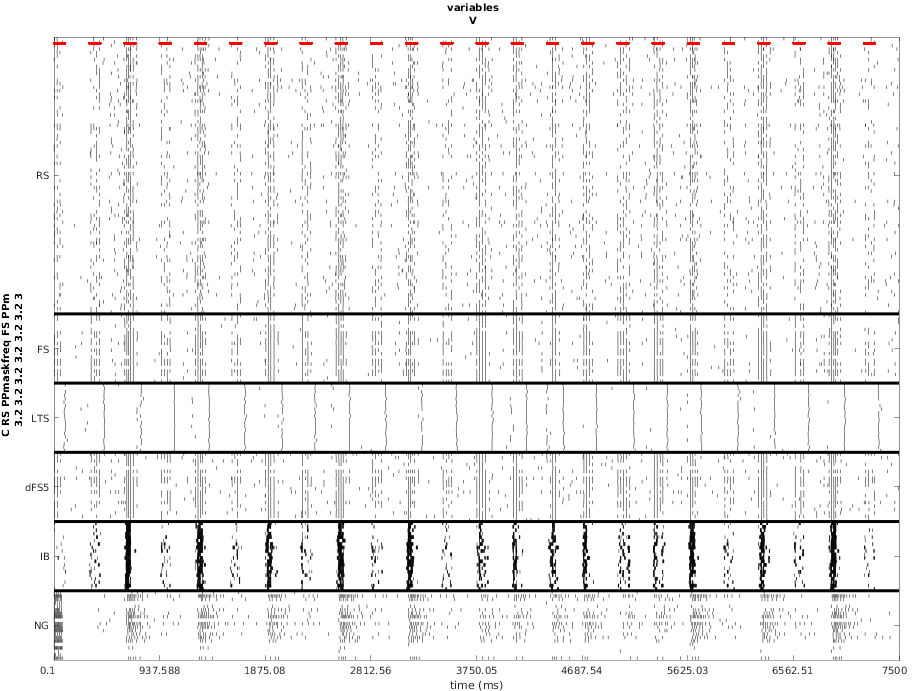 variables
V
C RS PPmaskfreq FS PPm
3.2 3.2 3.2 3.2 3.2 3.2 3
RS
FS
LTS
dFS5
IB
NG
0.1 937.588 1875.08 2812.56 3750.05 4687.54 5625.03 6562.51 7500
time (ms)